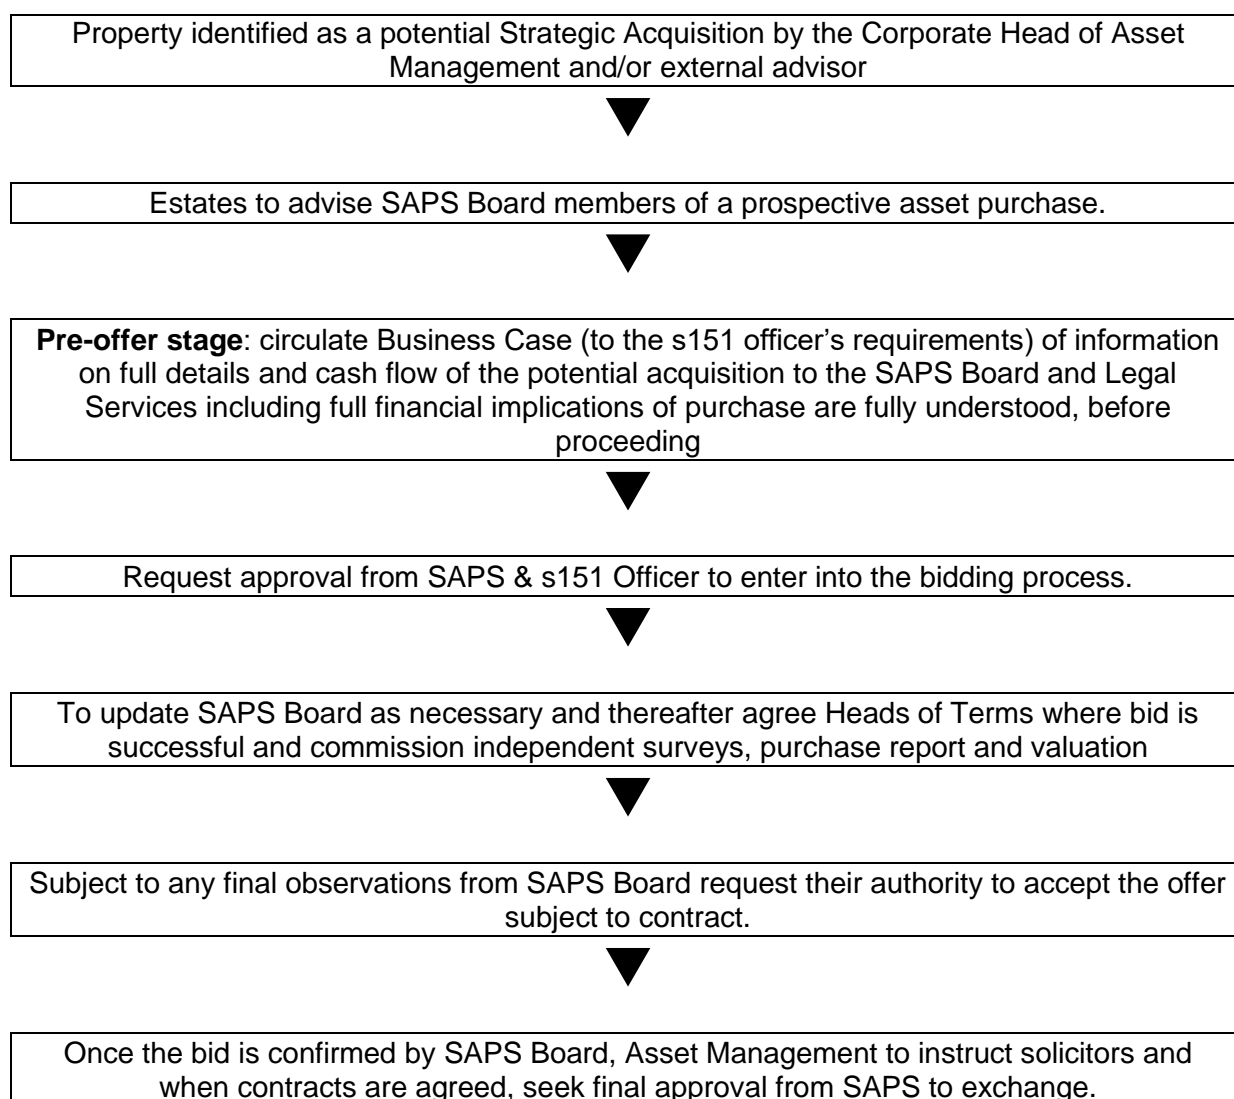 Property identified as a potential Strategic Acquisition by the Corporate Head of Asset
Management and/or external advisor
Estates to advise SAPS Board members of a prospective asset purchase.
Pre-offer stage: circulate Business Case (to the s151 officer’s requirements) of information
on full details and cash flow of the potential acquisition to the SAPS Board and Legal
Services including full financial implications of purchase are fully understood, before
proceeding
Request approval from SAPS & s151 Officer to enter into the bidding process.
To update SAPS Board as necessary and thereafter agree Heads of Terms where bid is
successful and commission independent surveys, purchase report and valuation
Subject to any final observations from SAPS Board request their authority to accept the offer
subject to contract.
Once the bid is confirmed by SAPS Board, Asset Management to instruct solicitors and
when contracts are agreed, seek final approval from SAPS to exchange.